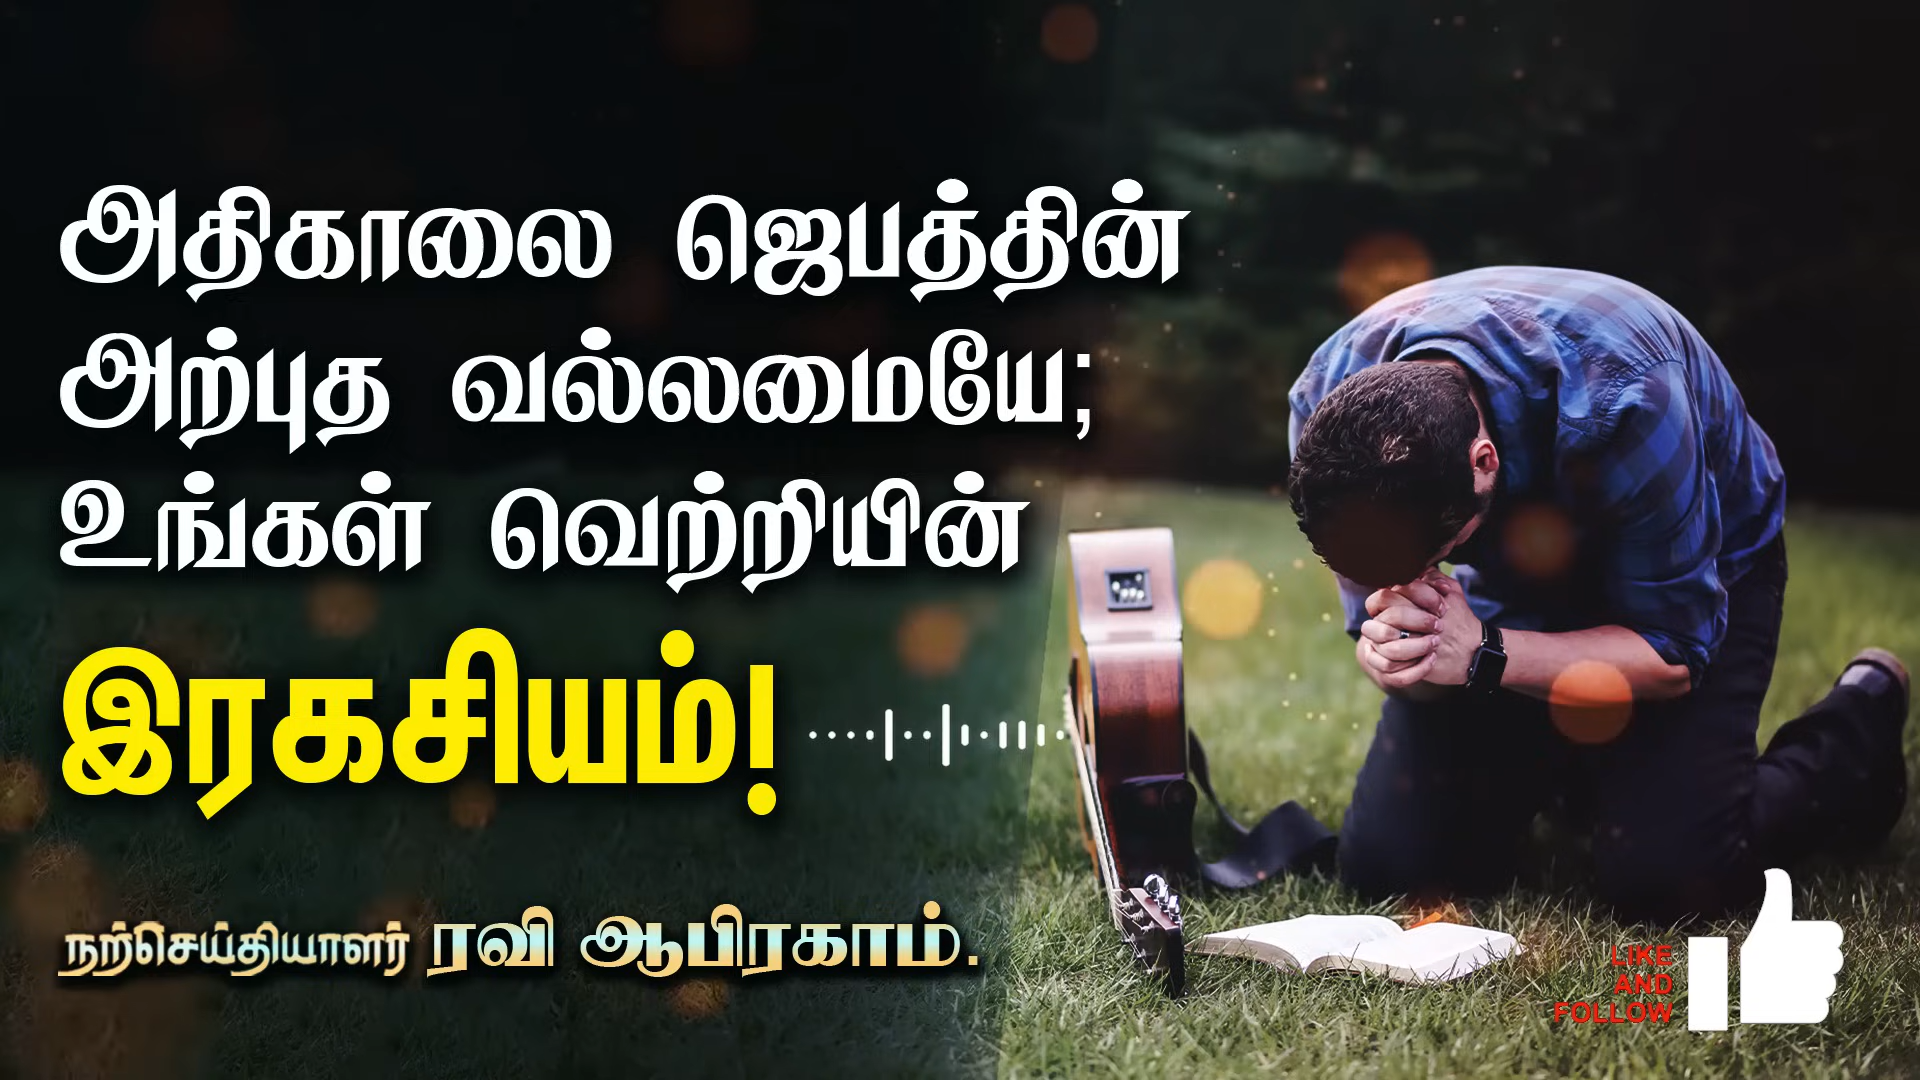 அதிகாலை ஜெபத்தின்
அற்புத வல்லமையே;
உங்கள் வெற்றியின்
இரகசியம்!
நற்செய்தியாளர் ரவி ஆபிரகாம்.
LIKE
AND
FOLLOW